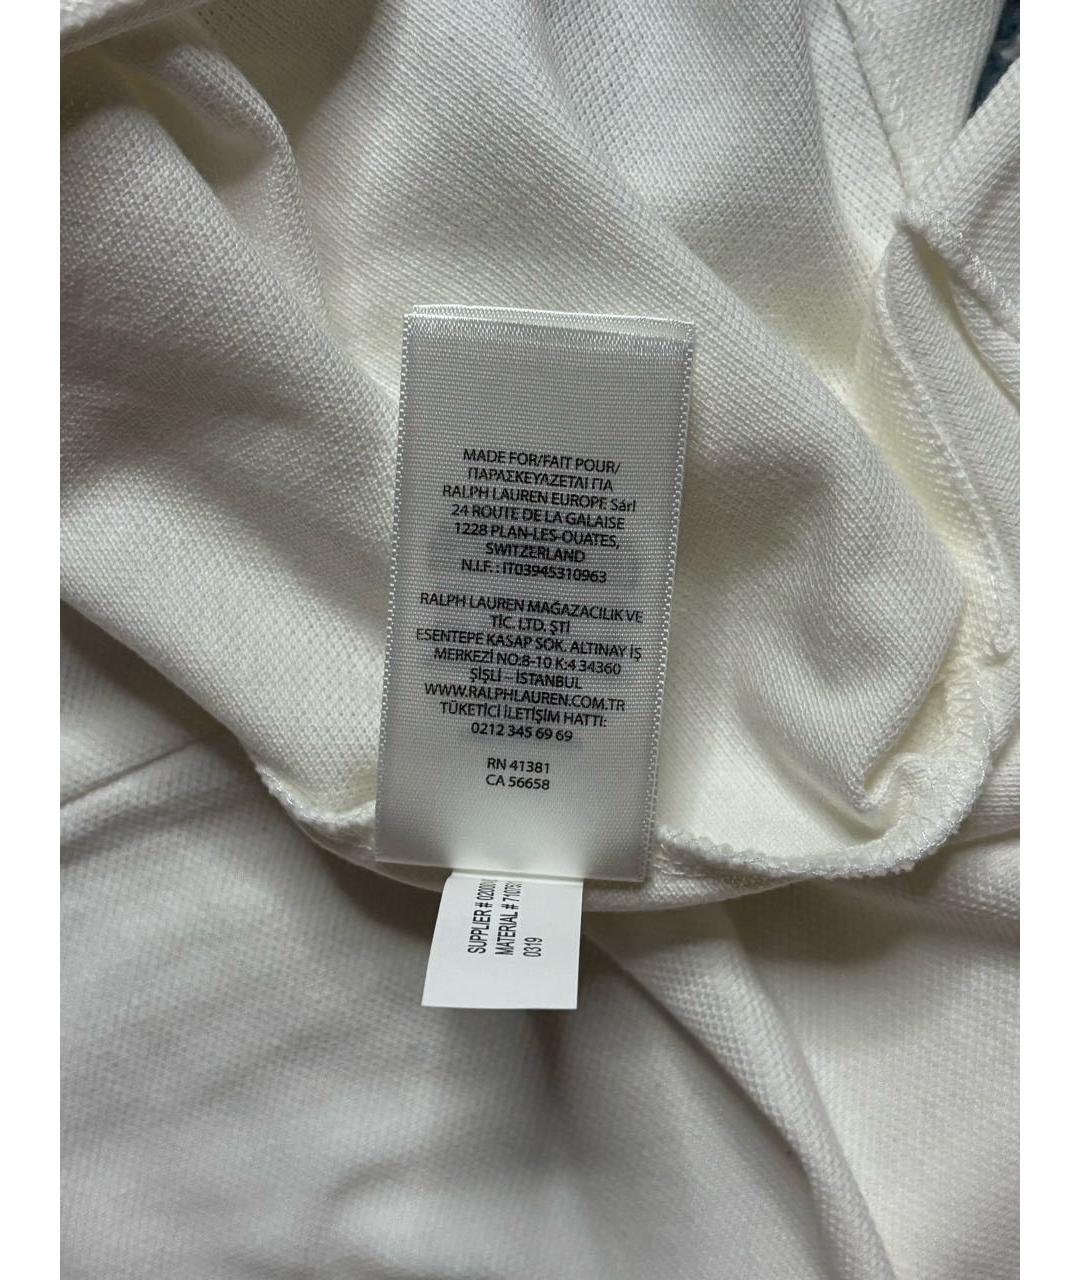 MADE FOR/FAIT POUR/
ΠΑΡΑΣΚΕΥΑΖΕΤΑΙ ΓΙΑ
RALPH LAUREN EUROPE Sárl
24 ROUTE DE LA GALAISE
1228 PLAN-LES-OUATES,
SWITZERLAND
N.I.F. : IT03945310963
RALPH LAUREN MAĞAZACILIK VE
TİC. LTD. ŞTİ
ESENTEPE KASAP SOK. ALTINAY İŞ
MERKEZİ NO:8-10 K:4 34360
ŞİŞLİ – İSTANBUL
WWW.RALPHLAUREN.COM.TR
TÜKETİCİ İLETİŞİM HATTI:
0212 345 69 69
RN 41381
CA 56658
SUPPLIER #
MATERIAL #
0319